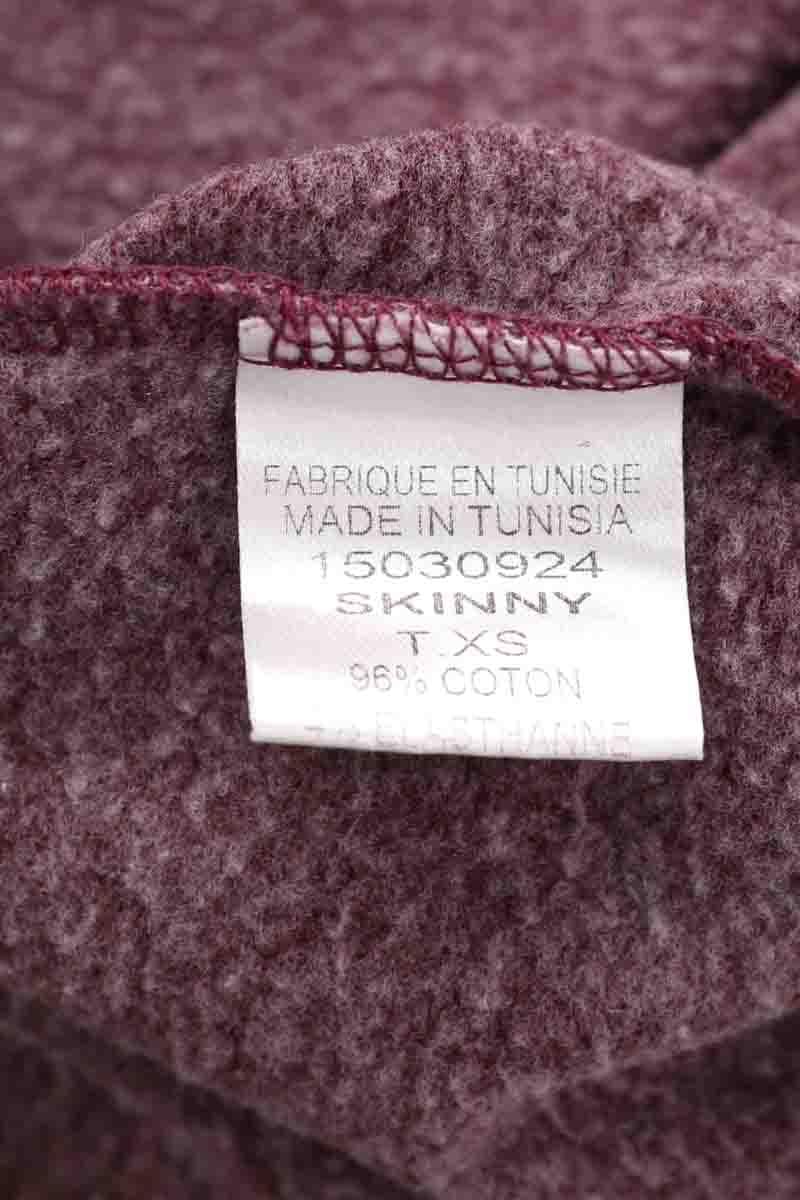 FABRIQUE EN TUNISIE
MADE IN TUNISIA
15030924
SKINNY
T.XS
96% COTON
ELASTHANNE